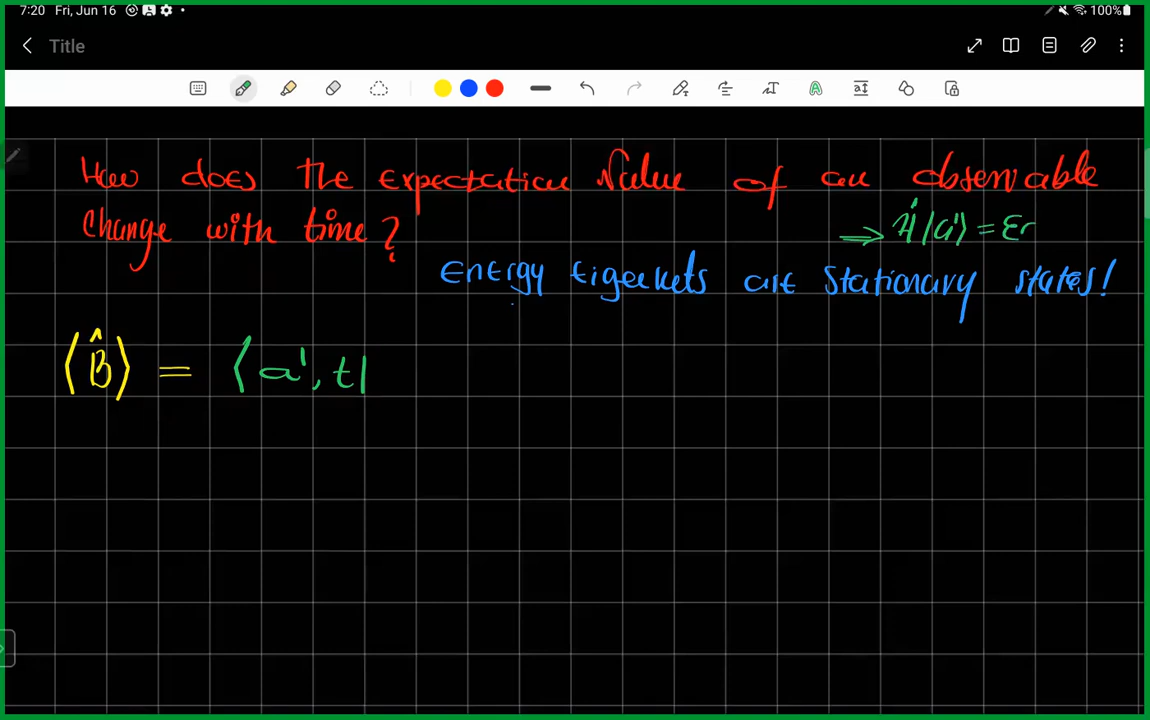 7:20 Fri, Jun 16 100%
Title
How does the expectation value of an observable
change with time?
⟹ Ĥ|a'⟩ = Ea
Energy eigenkets are stationary states!
⟨B̂⟩ = ⟨a', t|